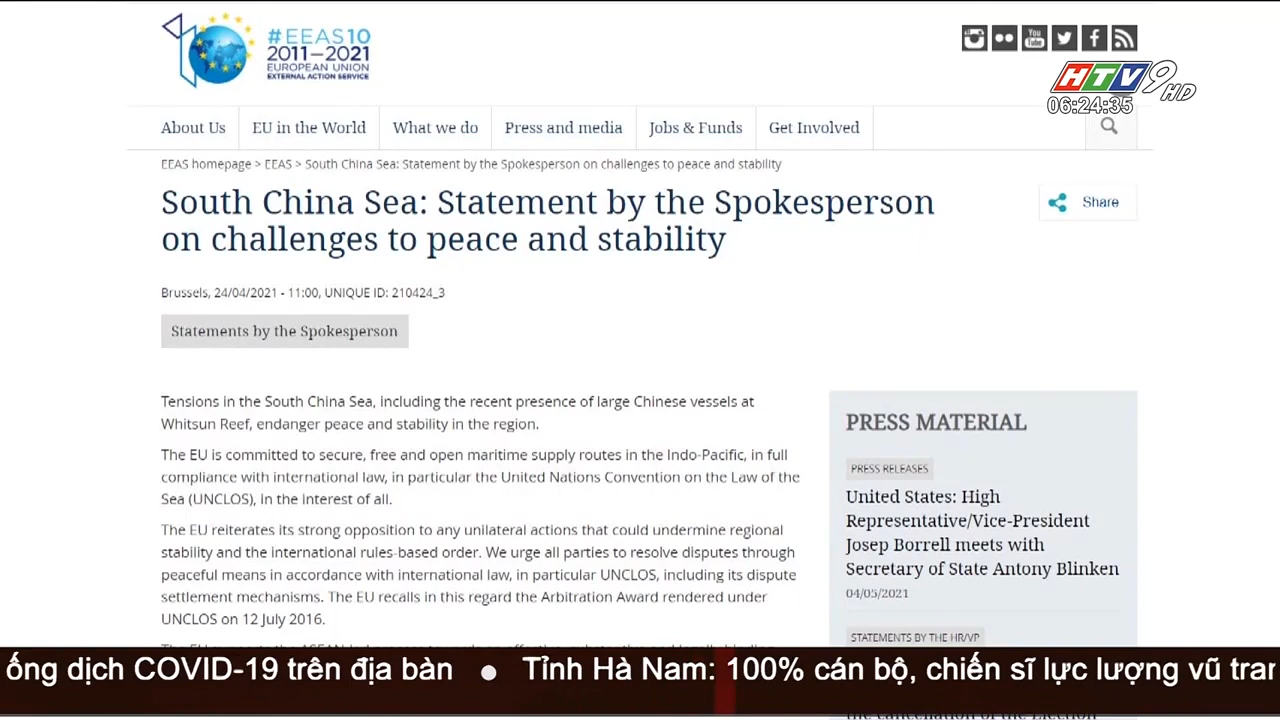 #EEAS10
2011–2021
EUROPEAN UNION
EXTERNAL ACTION SERVICE
You
Tube
HTV9 HD
06:24:35
About Us
EU in the World
What we do
Press and media
Jobs & Funds
Get Involved
EEAS homepage > EEAS > South China Sea: Statement by the Spokesperson on challenges to peace and stability
South China Sea: Statement by the Spokesperson
on challenges to peace and stability
Share
Brussels, 24/04/2021 - 11:00, UNIQUE ID: 210424_3
Statements by the Spokesperson
Tensions in the South China Sea, including the recent presence of large Chinese vessels at
Whitsun Reef, endanger peace and stability in the region.
The EU is committed to secure, free and open maritime supply routes in the Indo-Pacific, in full
compliance with international law, in particular the United Nations Convention on the Law of the
Sea (UNCLOS), in the interest of all.
The EU reiterates its strong opposition to any unilateral actions that could undermine regional
stability and the international rules-based order. We urge all parties to resolve disputes through
peaceful means in accordance with international law, in particular UNCLOS, including its dispute
settlement mechanisms. The EU recalls in this regard the Arbitration Award rendered under
UNCLOS on 12 July 2016.
PRESS MATERIAL
PRESS RELEASES
United States: High
Representative/Vice-President
Josep Borrell meets with
Secretary of State Antony Blinken
04/05/2021
STATEMENTS BY THE HR/VP
the cancellation of the Election
ống dịch COVID-19 trên địa bàn ● Tỉnh Hà Nam: 100% cán bộ, chiến sĩ lực lượng vũ tran